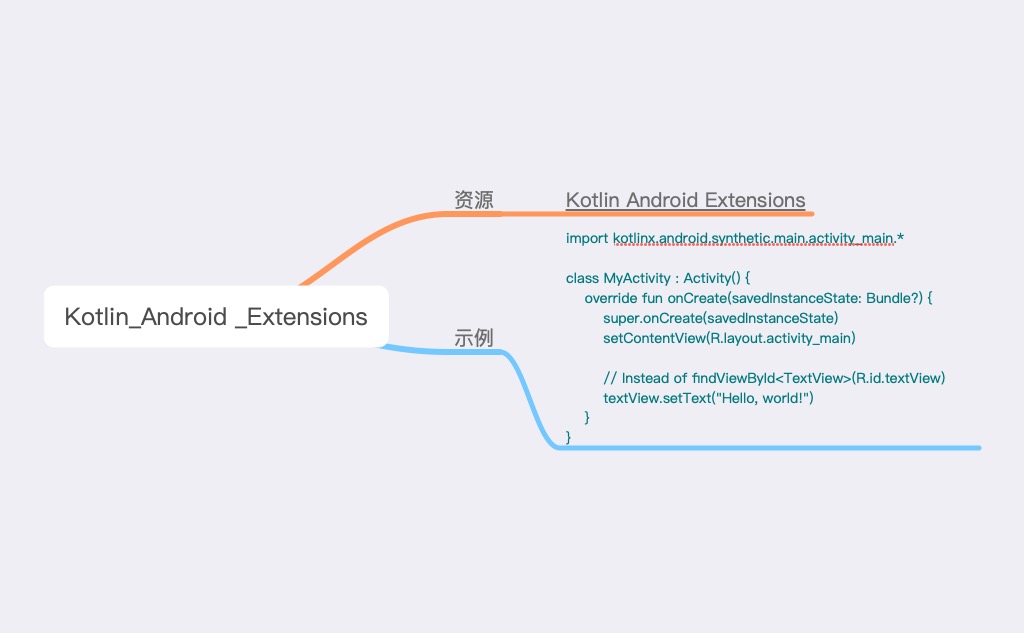 Kotlin_Android _Extensions
资源
Kotlin Android Extensions
示例
import kotlinx.android.synthetic.main.activity_main.*
class MyActivity : Activity() {
override fun onCreate(savedInstanceState: Bundle?) {
super.onCreate(savedInstanceState)
setContentView(R.layout.activity_main)
// Instead of findViewById<TextView>(R.id.textView)
textView.setText("Hello, world!")
}
}